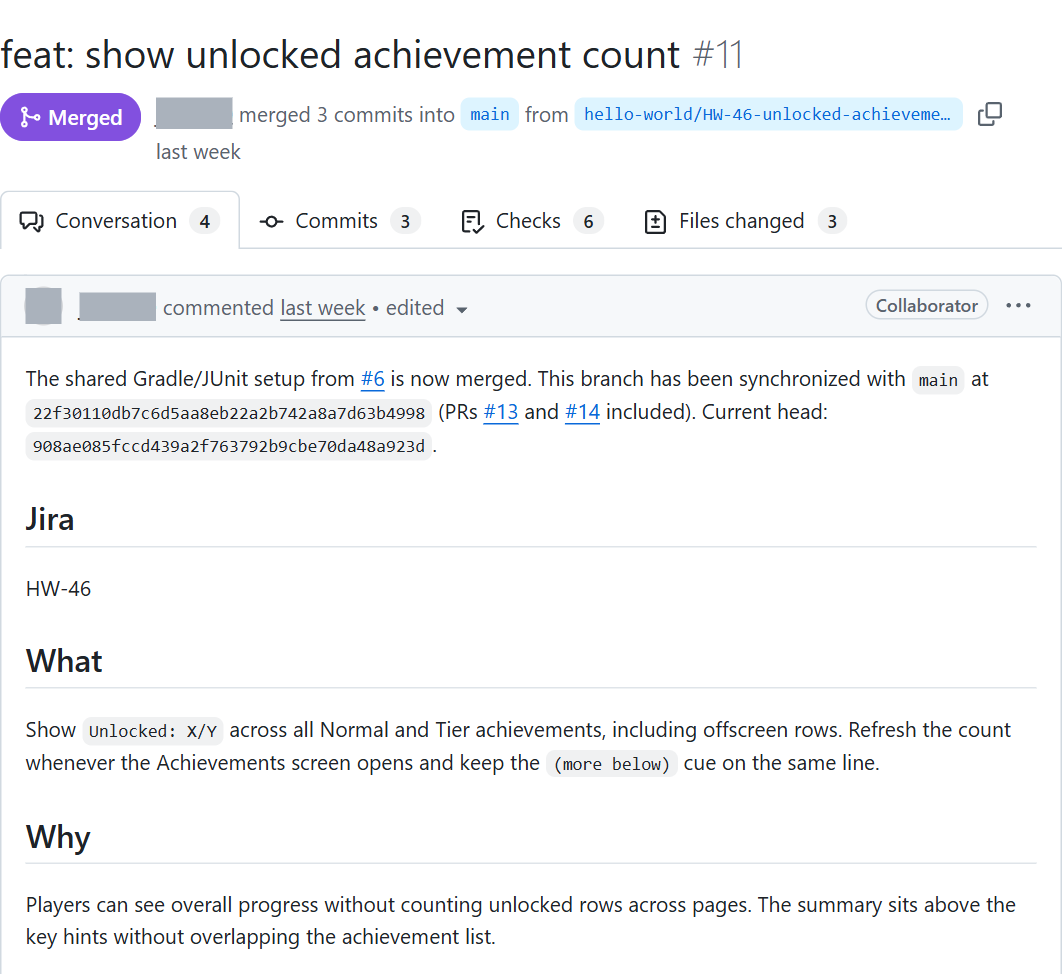 feat: show unlocked achievement count #11
Merged
merged 3 commits into main from hello-world/HW-46-unlocked-achieveme…
last week
Conversation 4 Commits 3 Checks 6 Files changed 3
commented last week • edited Collaborator
The shared Gradle/JUnit setup from #6 is now merged. This branch has been synchronized with main at
22f30110db7c6d5aa8eb22a2b742a8a7d63b4998 (PRs #13 and #14 included). Current head:
908ae085fccd439a2f763792b9cbe70da48a923d.
Jira
HW-46
What
Show Unlocked: X/Y across all Normal and Tier achievements, including offscreen rows. Refresh the count
whenever the Achievements screen opens and keep the (more below) cue on the same line.
Why
Players can see overall progress without counting unlocked rows across pages. The summary sits above the
key hints without overlapping the achievement list.